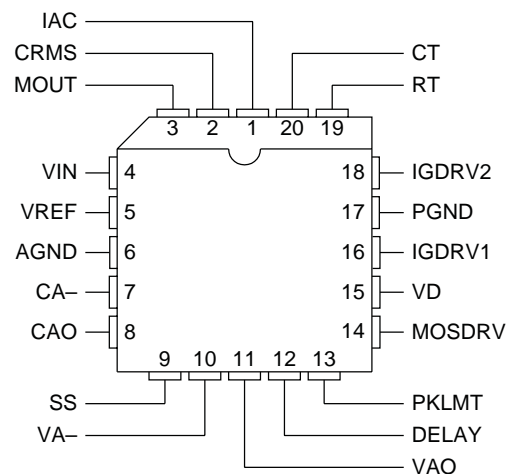 IAC
CRMS CT
MOUT RT
3 2 1 20 19
VIN 4 18 IGDRV2
VREF 5 17 PGND
AGND 6 16 IGDRV1
CA– 7 15 VD
CAO 8 14 MOSDRV
9 10 11 12 13
SS PKLMT
VA– DELAY
VAO